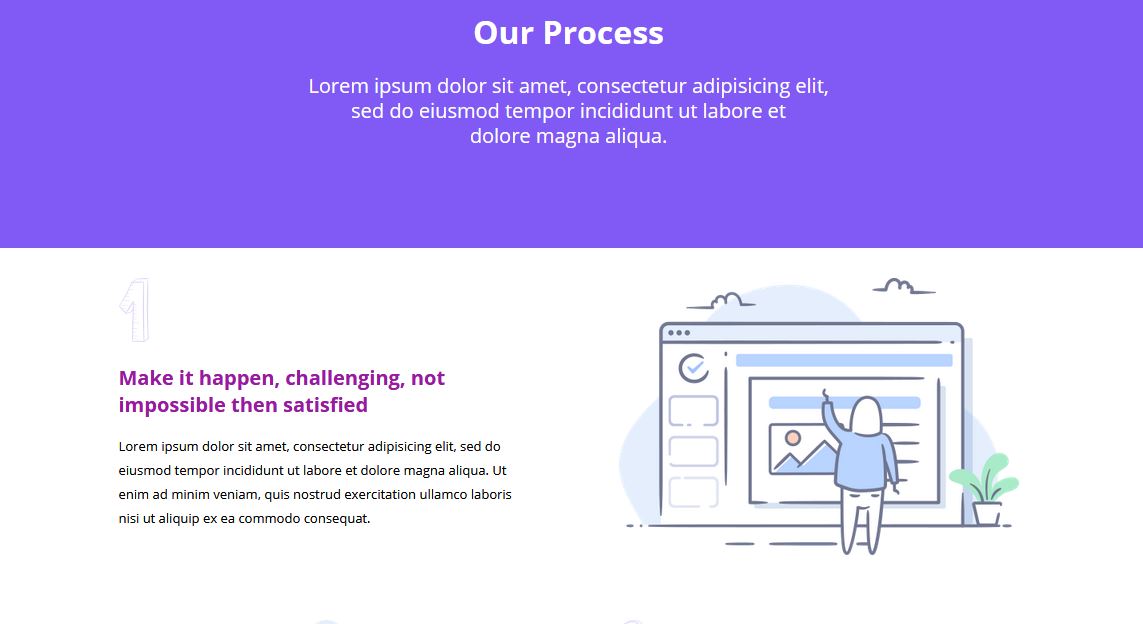 Our Process
Lorem ipsum dolor sit amet, consectetur adipisicing elit,
sed do eiusmod tempor incididunt ut labore et
dolore magna aliqua.
1
Make it happen, challenging, not
impossible then satisfied
Lorem ipsum dolor sit amet, consectetur adipisicing elit, sed do
eiusmod tempor incididunt ut labore et dolore magna aliqua. Ut
enim ad minim veniam, quis nostrud exercitation ullamco laboris
nisi ut aliquip ex ea commodo consequat.